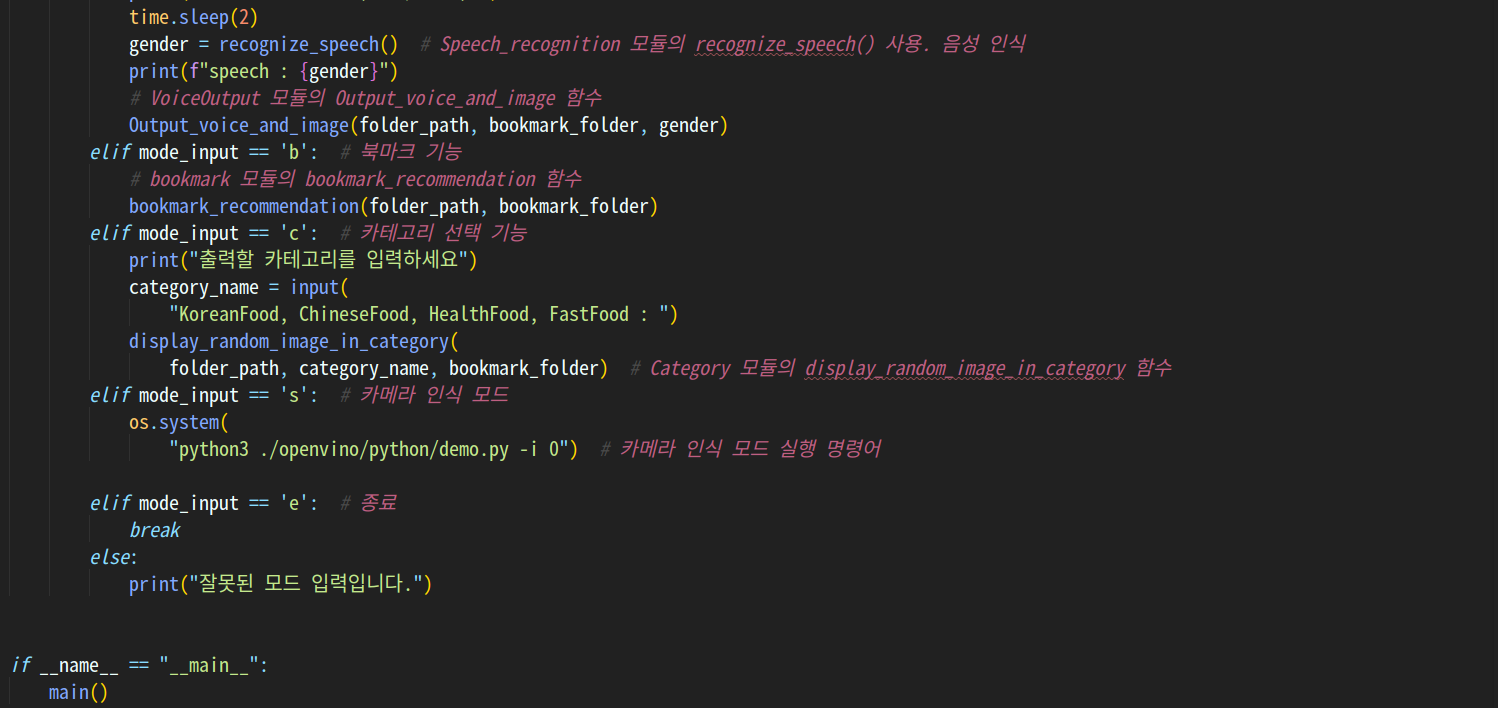 time.sleep(2)
gender = recognize_speech()  # Speech_recognition 모듈의 recognize_speech() 사용. 음성 인식
print(f"speech : {gender}")
# VoiceOutput 모듈의 Output_voice_and_image 함수
Output_voice_and_image(folder_path, bookmark_folder, gender)
elif mode_input == 'b':  # 북마크 기능
# bookmark 모듈의 bookmark_recommendation 함수
bookmark_recommendation(folder_path, bookmark_folder)
elif mode_input == 'c':  # 카테고리 선택 기능
print("출력할 카테고리를 입력하세요")
category_name = input(
"KoreanFood, ChineseFood, HealthFood, FastFood : ")
display_random_image_in_category(
folder_path, category_name, bookmark_folder)  # Category 모듈의 display_random_image_in_category 함수
elif mode_input == 's':  # 카메라 인식 모드
os.system(
"python3 ./openvino/python/demo.py -i 0")  # 카메라 인식 모드 실행 명령어
elif mode_input == 'e':  # 종료
break
else:
print("잘못된 모드 입력입니다.")
if __name__ == "__main__":
main()